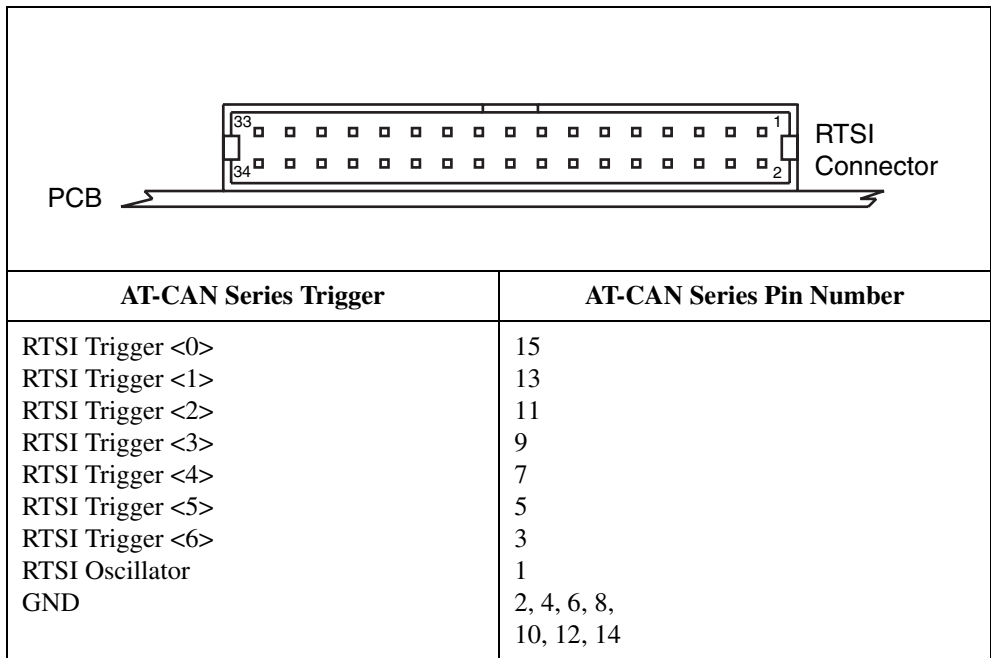 33
1
RTSI
Connector
34
2
PCB
AT-CAN Series Trigger AT-CAN Series Pin Number
RTSI Trigger <0> 15
RTSI Trigger <1> 13
RTSI Trigger <2> 11
RTSI Trigger <3> 9
RTSI Trigger <4> 7
RTSI Trigger <5> 5
RTSI Trigger <6> 3
RTSI Oscillator 1
GND 2, 4, 6, 8,
10, 12, 14